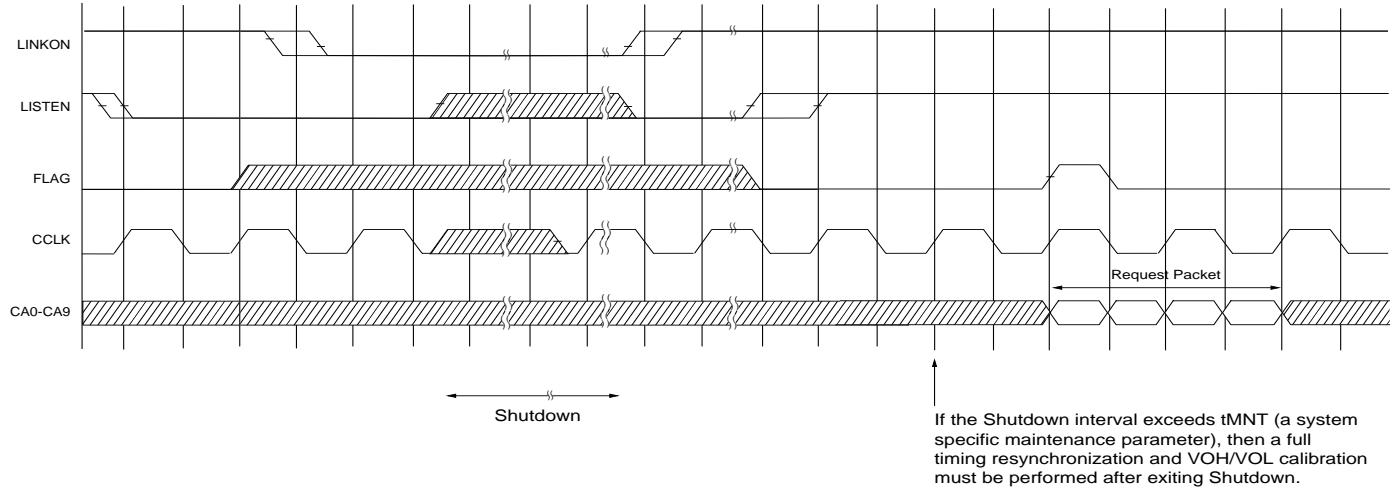 LINKON
LISTEN
FLAG
CCLK
Request Packet
CA0-CA9
Shutdown
If the Shutdown interval exceeds tMNT (a system
specific maintenance parameter), then a full
timing resynchronization and VOH/VOL calibration
must be performed after exiting Shutdown.